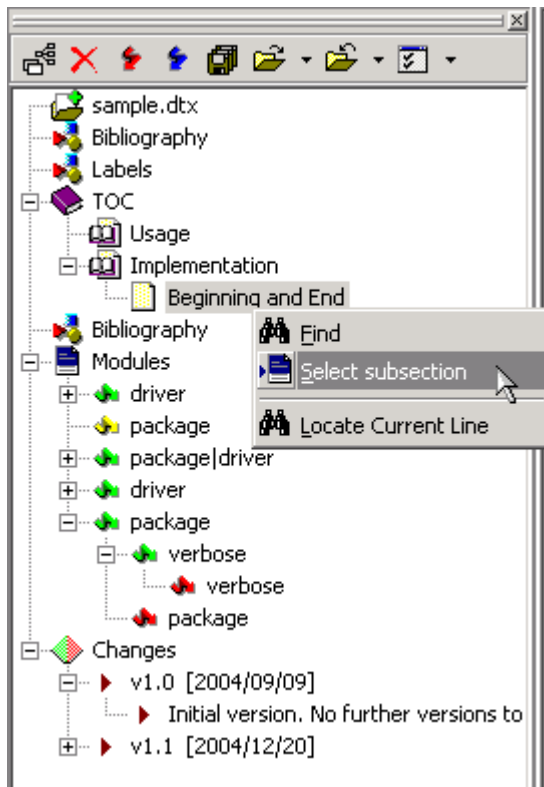 sample.dtx
Bibliography
Labels
TOC
Usage
Implementation
Beginning and End
Bibliography
Find
Modules
Select subsection
driver
package
Locate Current Line
package|driver
driver
package
verbose
verbose
package
Changes
v1.0 [2004/09/09]
Initial version. No further versions to
v1.1 [2004/12/20]